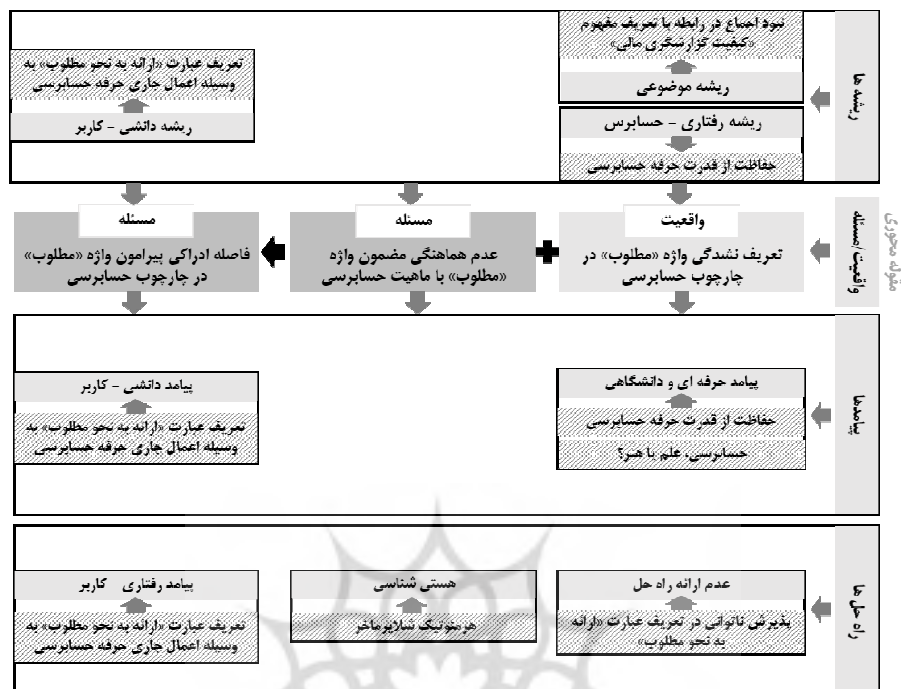 ریشه ها
نبود اجماع در رابطه با تعریف مفهوم
«کیفیت گزارشگری مالی»
ریشه موضوعی
ریشه رفتاری - حسابرس
حفاظت از قدرت حرفه حسابرسی
تعریف عبارت «ارائه به نحو مطلوب» به
وسیله اعمال جاری حرفه حسابرسی
ریشه دانشی - کاربر
مقوله محوری
واقعیت/مسئله
واقعیت
تعریف نشدگی واژه «مطلوب» در
چارچوب حسابرسی
مسئله
عدم هماهنگی مضمون واژه
«مطلوب» با ماهیت حسابرسی
مسئله
فاصله ادراکی پیرامون واژه «مطلوب»
در چارچوب حسابرسی
پیامدها
پیامد حرفه ای و دانشگاهی
حفاظت از قدرت حرفه حسابرسی
حسابرسی، علم یا هنر؟
پیامد دانشی - کاربر
تعریف عبارت «ارائه به نحو مطلوب» به
وسیله اعمال جاری حرفه حسابرسی
راه حل ها
عدم ارائه راه حل
پذیرش ناتوانی در تعریف عبارت «ارائه
به نحو مطلوب»
هستی شناسی
هرمنوتیک شلایرماخر
پیامد رفتاری کاربر
تعریف عبارت «ارائه به نحو مطلوب» به
وسیله اعمال جاری حرفه حسابرسی